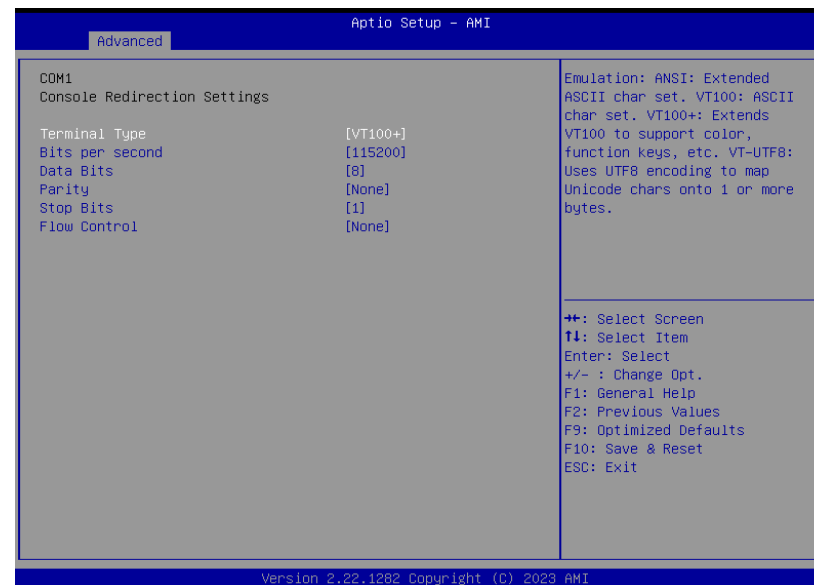 Aptio Setup – AMI
Advanced
COM1
Console Redirection Settings
Terminal Type [VT100+]
Bits per second [115200]
Data Bits [8]
Parity [None]
Stop Bits [1]
Flow Control [None]
Emulation: ANSI: Extended
ASCII char set. VT100: ASCII
char set. VT100+: Extends
VT100 to support color,
function keys, etc. VT-UTF8:
Uses UTF8 encoding to map
Unicode chars onto 1 or more
bytes.
→←: Select Screen
↑↓: Select Item
Enter: Select
+/- : Change Opt.
F1: General Help
F2: Previous Values
F9: Optimized Defaults
F10: Save & Reset
ESC: Exit
Version 2.22.1282 Copyright (C) 2023 AMI